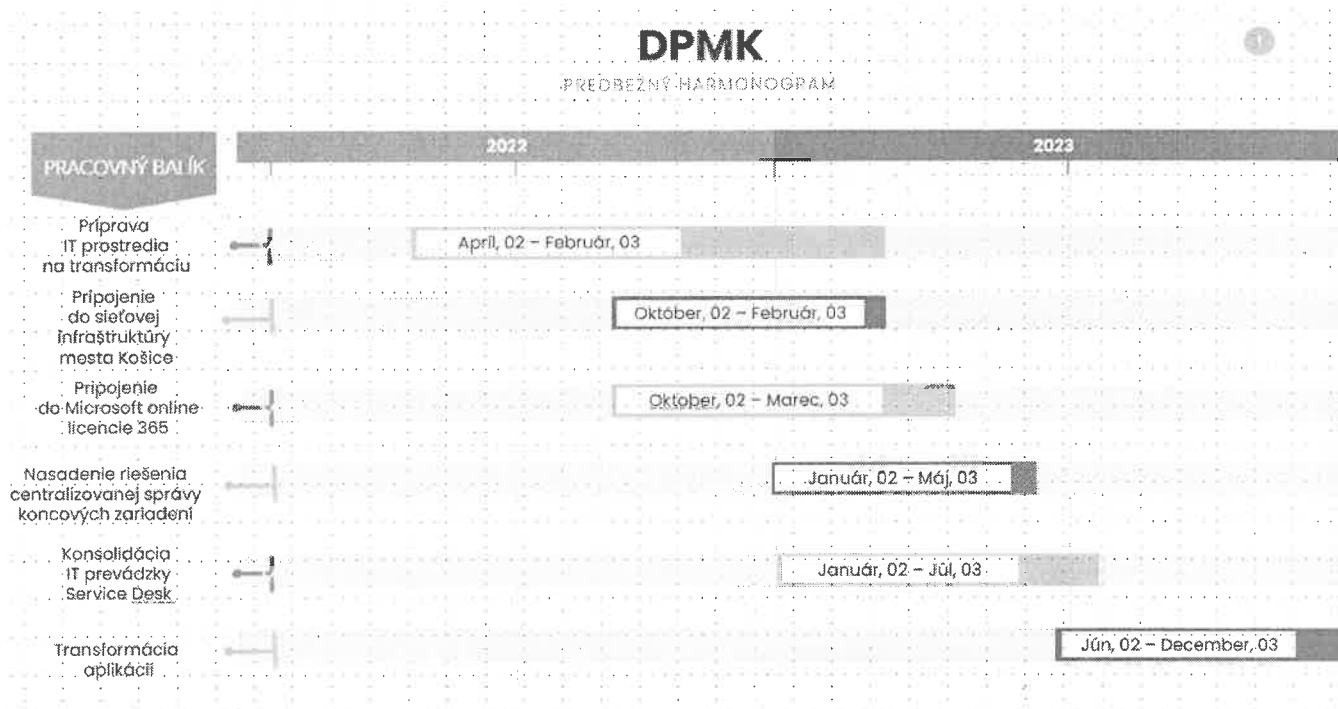 DPMK
PREDBEŽNÝ HARMONOGRAM
1
2022
2023
PRACOVNÝ BALÍK
Príprava
IT prostredia
na transformáciu
April, 02 – Február, 03
Pripojenie
do sieťovej
infraštruktúry
mesta Košice
Október, 02 – Február, 03
Pripojenie
do Microsoft online
licencie 365
Oktober, 02 – Marec, 03
Nasadenie riešenia
centralizovanej správy
koncových zariadení
Január, 02 – Máj, 03
Konsolidácia
IT prevádzky
Service Desk
Január, 02 – Júl, 03
Transformácia
aplikácií
Jún, 02 – December, 03